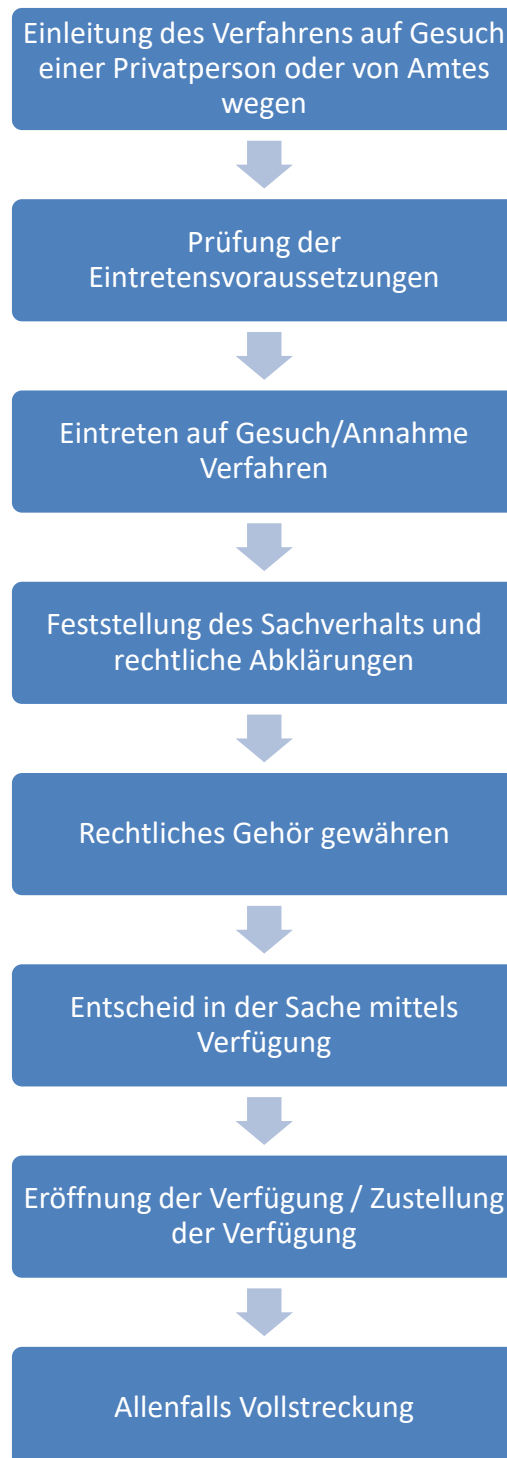 Einleitung des Verfahrens auf Gesuch
einer Privatperson oder von Amtes
wegen
Prüfung der
Eintretensvoraussetzungen
Eintreten auf Gesuch/Annahme
Verfahren
Feststellung des Sachverhalts und
rechtliche Abklärungen
Rechtliches Gehör gewähren
Entscheid in der Sache mittels
Verfügung
Eröffnung der Verfügung / Zustellung
der Verfügung
Allenfalls Vollstreckung